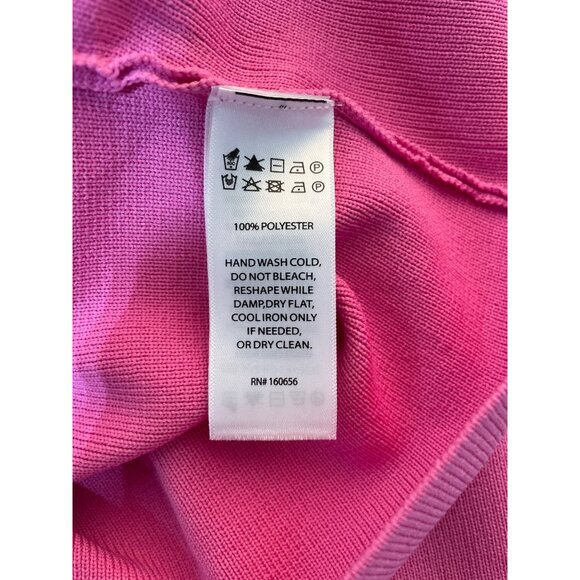 100% POLYESTER
HAND WASH COLD,
DO NOT BLEACH,
RESHAPE WHILE
DAMP,DRY FLAT,
COOL IRON ONLY
IF NEEDED,
OR DRY CLEAN.
RN# 160656